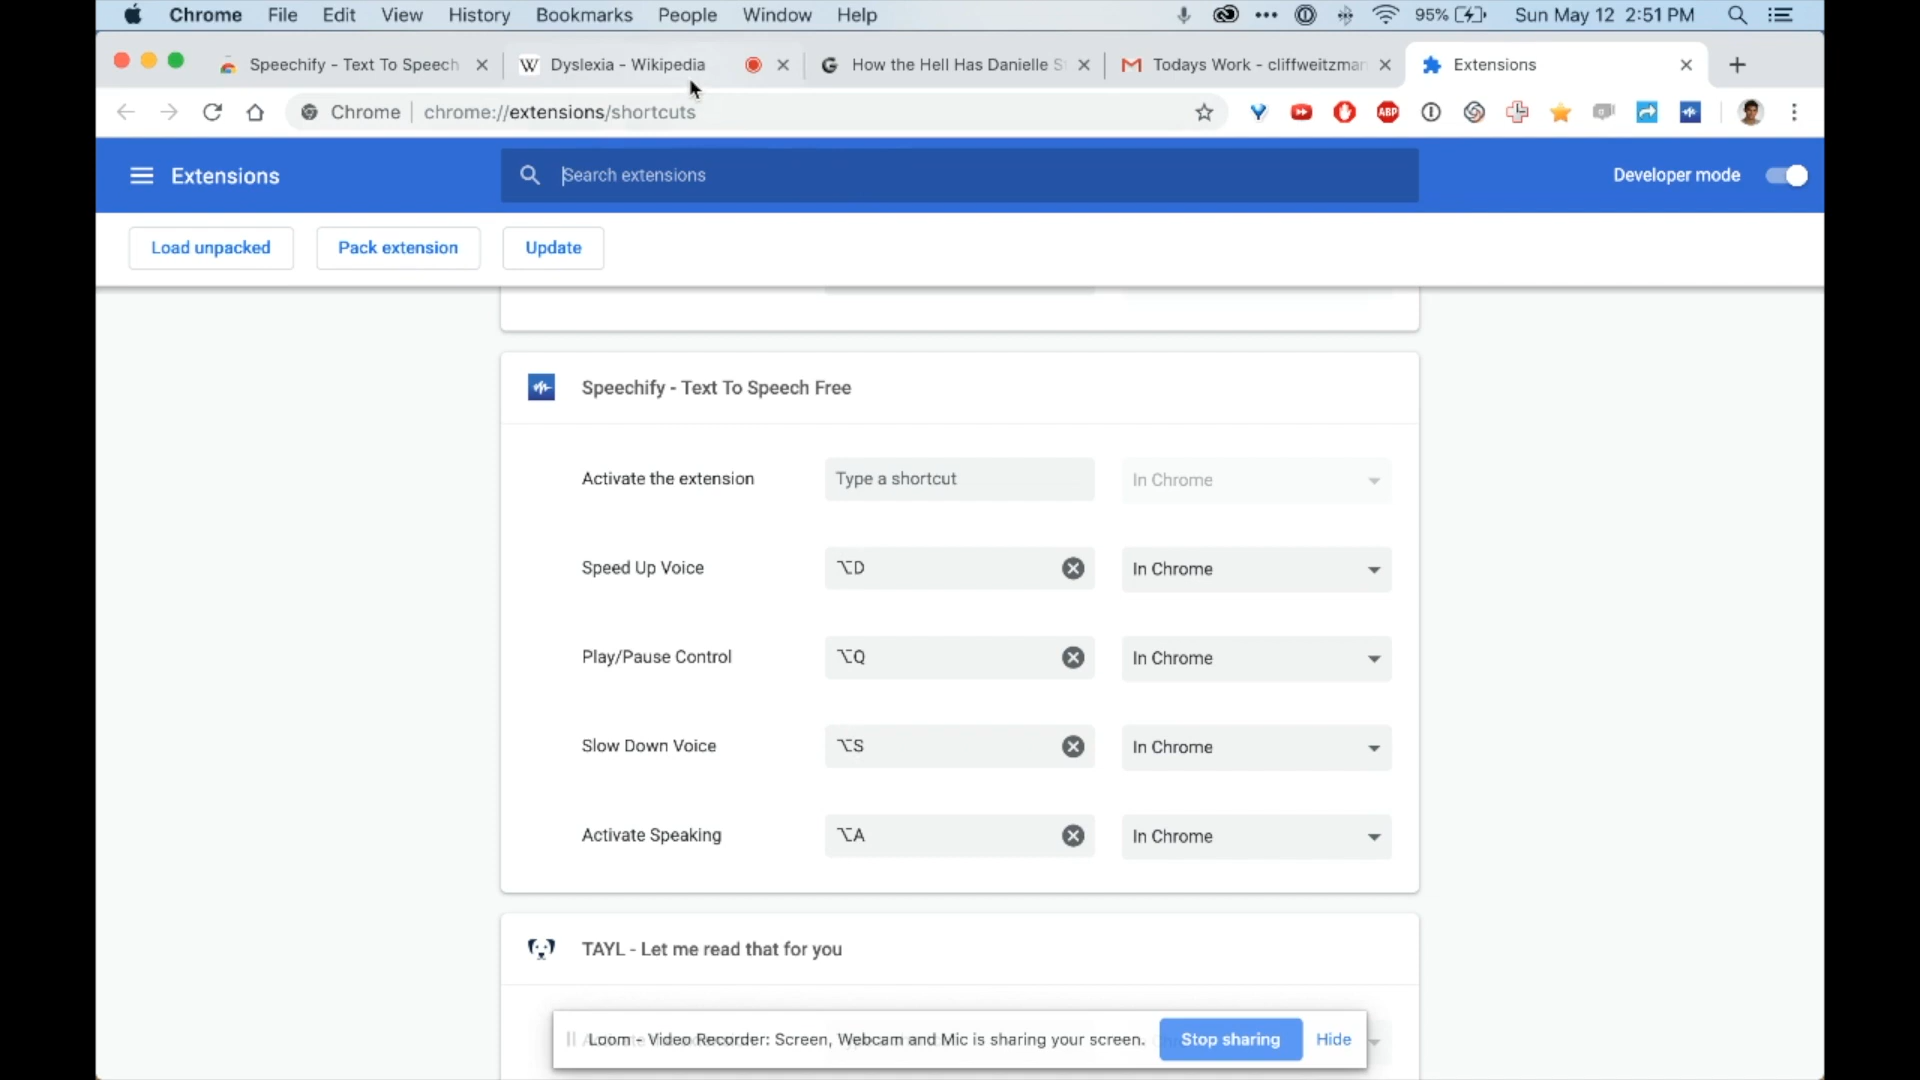 Chrome File Edit View History Bookmarks People Window Help 95% Sun May 12 2:51 PM
Speechify - Text To Speech Dyslexia - Wikipedia How the Hell Has Danielle S Todays Work - cliffweitzman Extensions
Chrome | chrome://extensions/shortcuts ABP
Extensions Search extensions Developer mode
Load unpacked Pack extension Update
Speechify - Text To Speech Free
Activate the extension Type a shortcut In Chrome
Speed Up Voice ⌥D In Chrome
Play/Pause Control ⌥Q In Chrome
Slow Down Voice ⌥S In Chrome
Activate Speaking ⌥A In Chrome
TAYL - Let me read that for you
Loom - Video Recorder: Screen, Webcam and Mic is sharing your screen. Stop sharing Hide